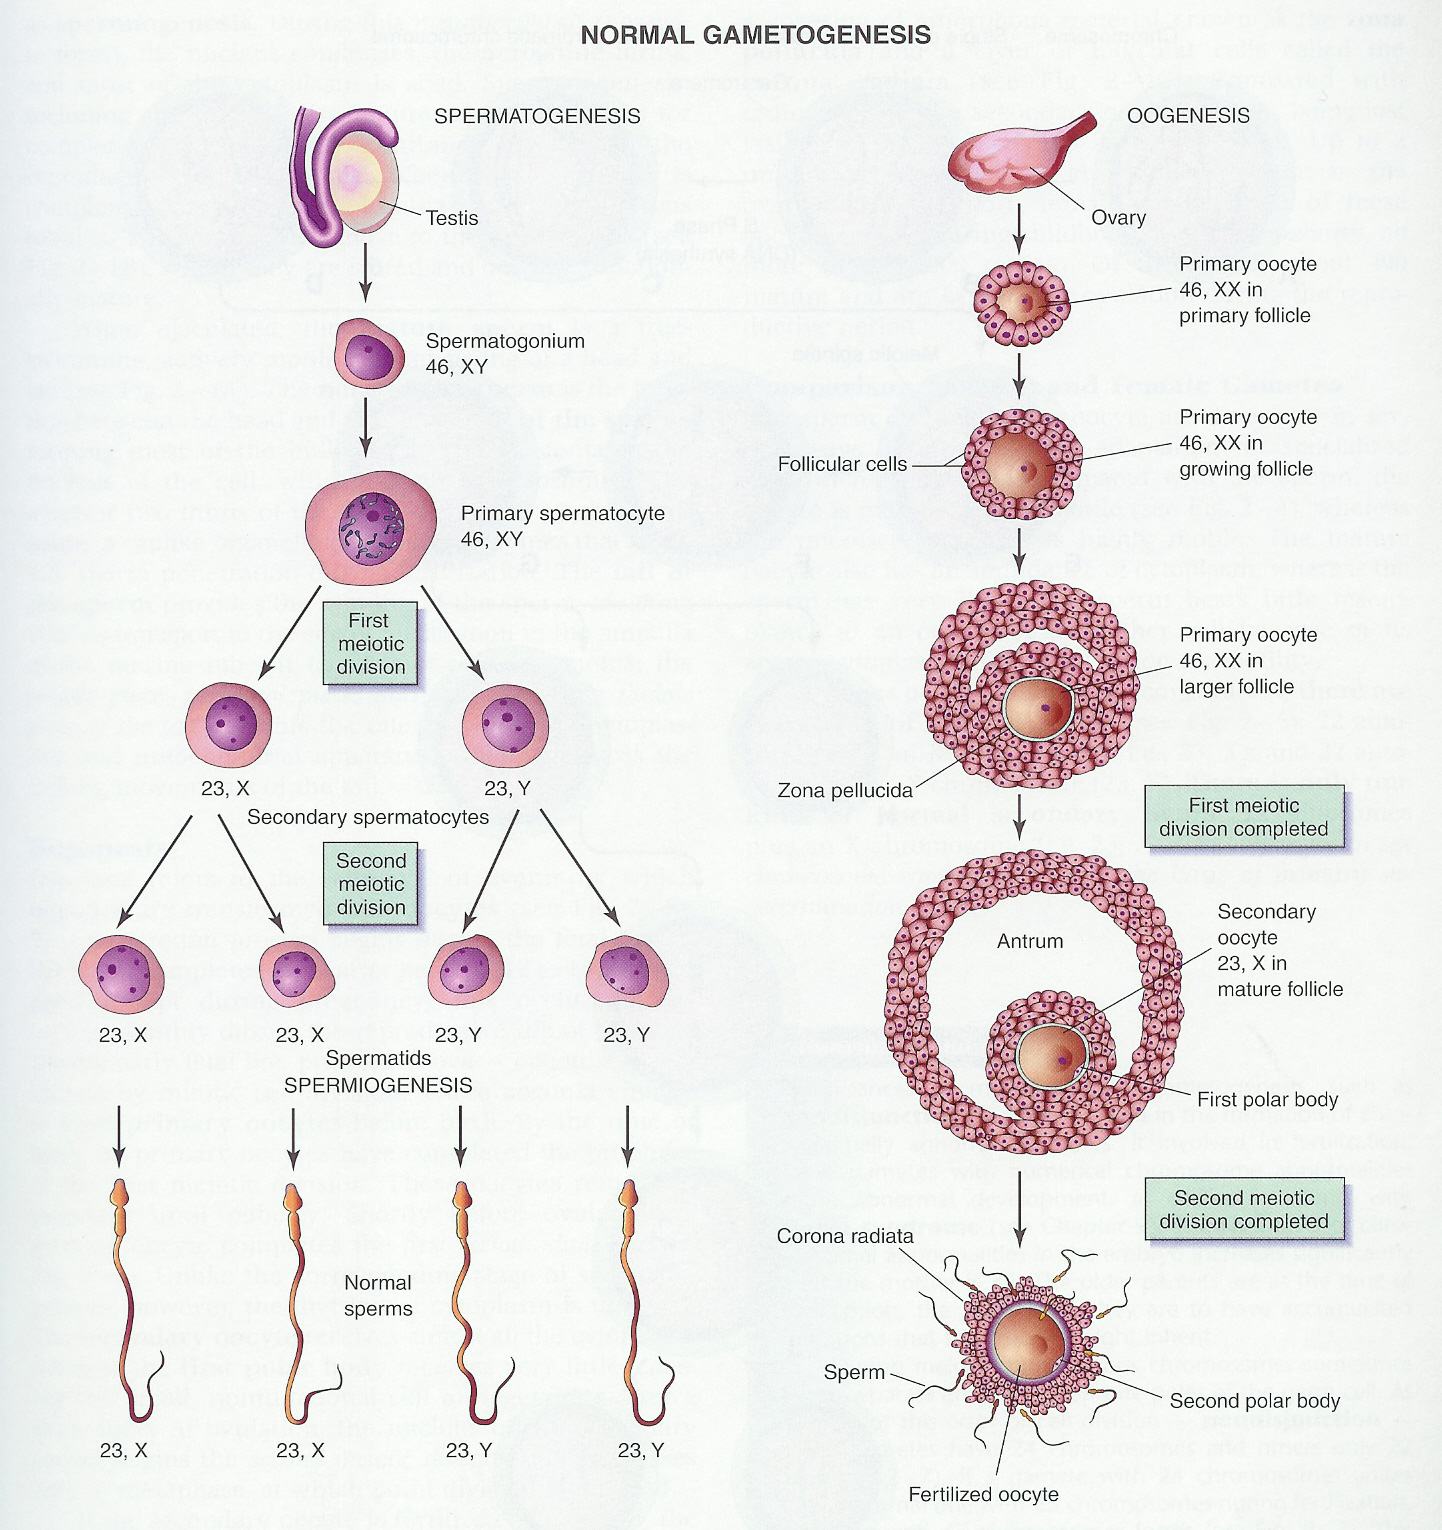 NORMAL GAMETOGENESIS
SPERMATOGENESIS
Testis
Spermatogonium
46, XY
Primary spermatocyte
46, XY
First
meiotic
division
23, X
23, Y
Secondary spermatocytes
Second
meiotic
division
23, X
23, X
23, Y
23, Y
Spermatids
SPERMIOGENESIS
Normal
sperms
23, X
23, X
23, Y
23, Y
OOGENESIS
Ovary
Primary oocyte
46, XX in
primary follicle
Follicular cells
Primary oocyte
46, XX in
growing follicle
Primary oocyte
46, XX in
larger follicle
Zona pellucida
First meiotic
division completed
Antrum
Secondary
oocyte
23, X in
mature follicle
First polar body
Second meiotic
division completed
Corona radiata
Sperm
Second polar body
Fertilized oocyte